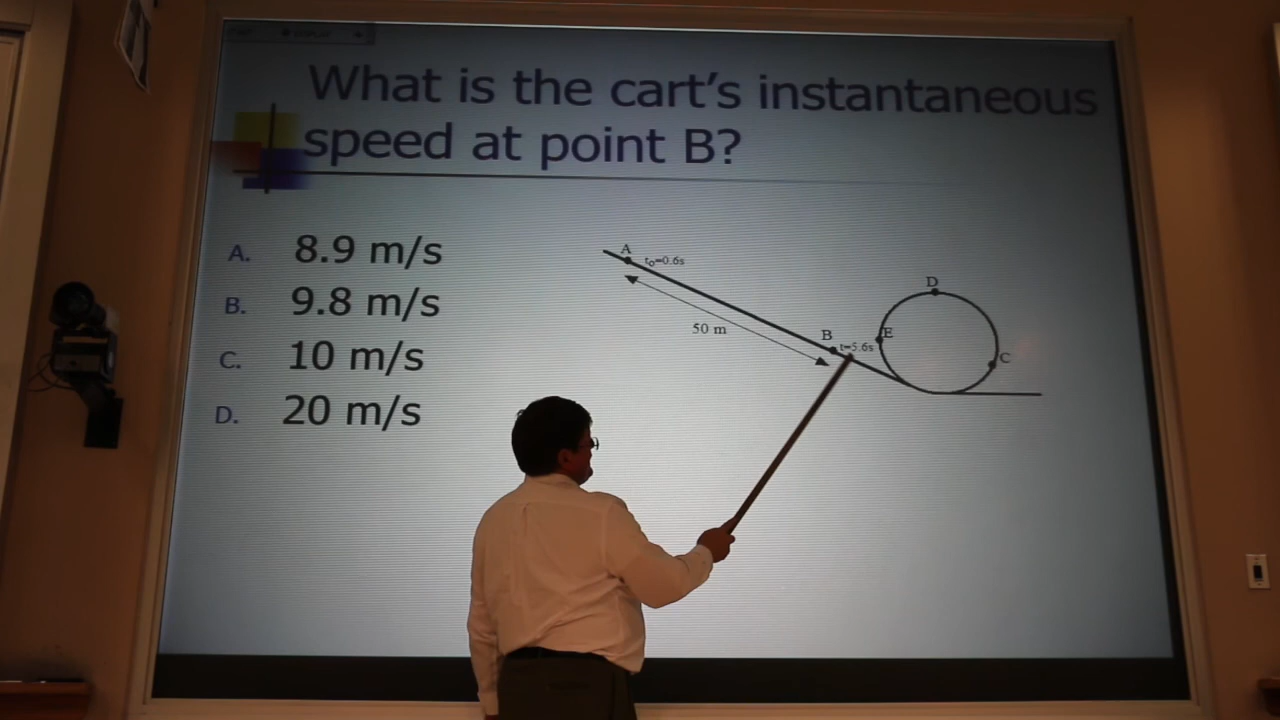 What is the cart's instantaneous
speed at point B?
A. 8.9 m/s
B. 9.8 m/s
C. 10 m/s
D. 20 m/s
A
t₀=0.6s
50 m
B
t=5.6s
D
E
C